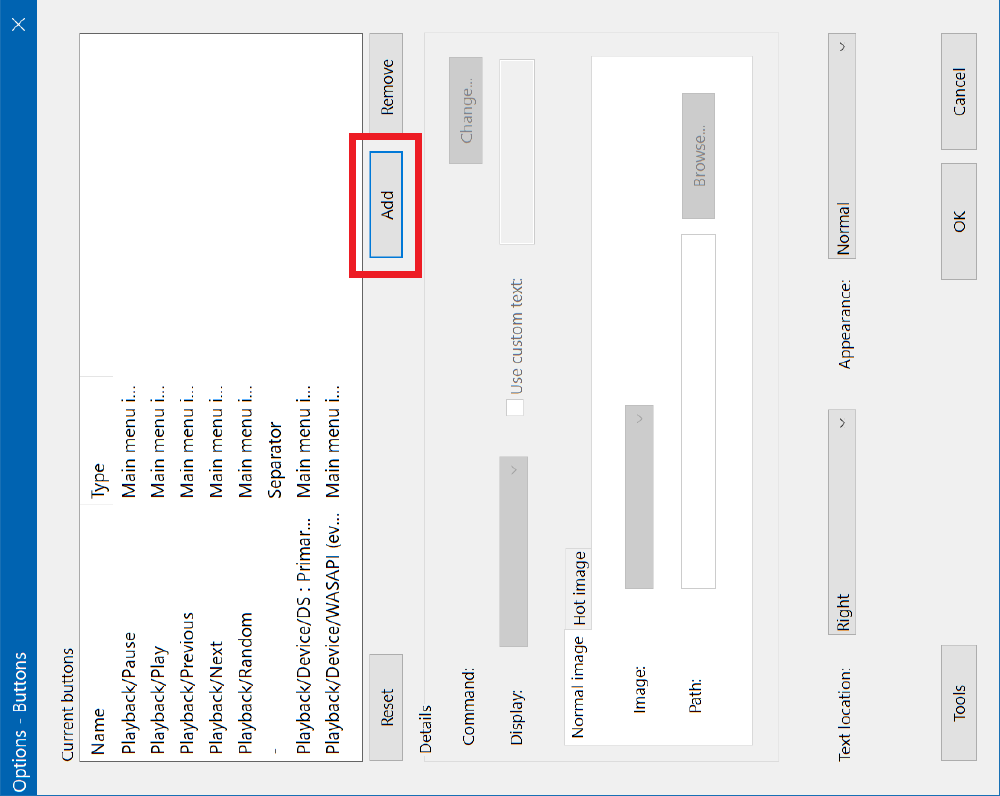 Options - Buttons
Current buttons
Name Type
Playback/Pause Main menu i...
Playback/Play Main menu i...
Playback/Previous Main menu i...
Playback/Next Main menu i...
Playback/Random Main menu i...
- Separator
Playback/Device/DS : Primar... Main menu i...
Playback/Device/WASAPI (ev... Main menu i...
Reset Add Remove
Details
Command: Change...
Display: Use custom text:
Normal image Hot image
Image:
Path: Browse...
Text location: Right Appearance: Normal
Tools OK Cancel